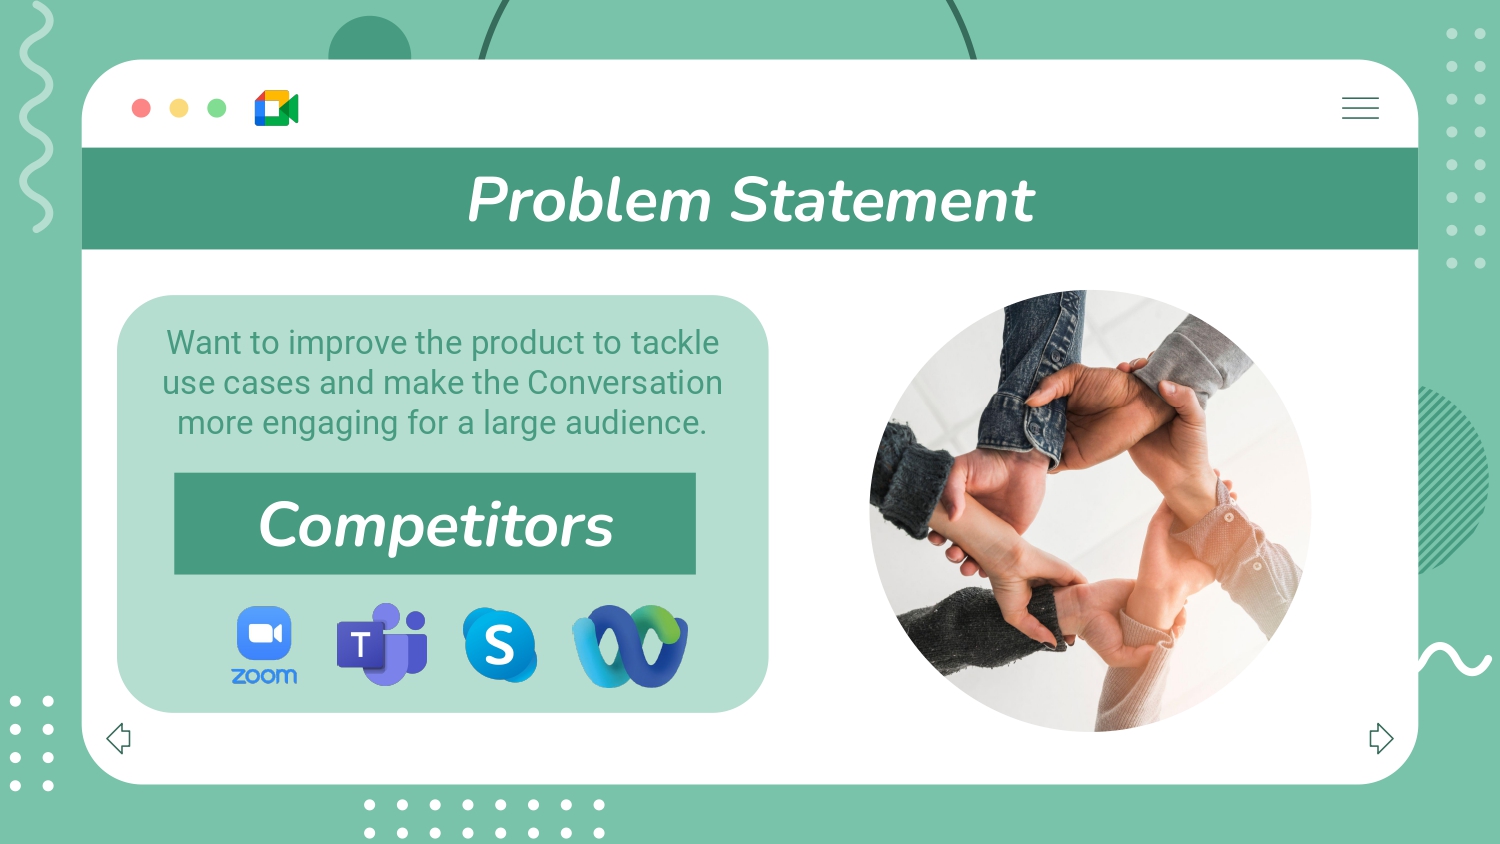 Problem Statement
Want to improve the product to tackle
use cases and make the Conversation
more engaging for a large audience.
Competitors
zoom
T
S